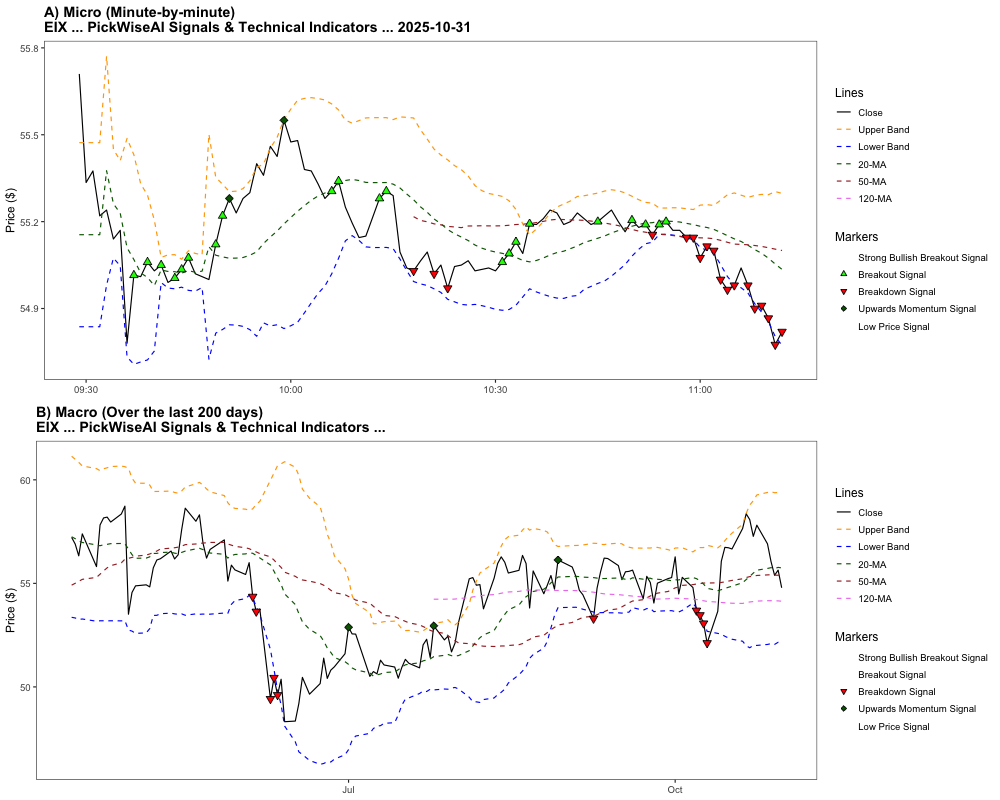 A) Micro (Minute-by-minute)
EIX ... PickWiseAI Signals & Technical Indicators ... 2025-10-31
55.8
55.5
55.2
54.9
Price ($)
09:30
10:00
10:30
11:00
Lines
Close
Upper Band
Lower Band
20-MA
50-MA
120-MA
Markers
Strong Bullish Breakout Signal
Breakout Signal
Breakdown Signal
Upwards Momentum Signal
Low Price Signal
B) Macro (Over the last 200 days)
EIX ... PickWiseAI Signals & Technical Indicators ...
60
55
50
Price ($)
Jul
Oct
Lines
Close
Upper Band
Lower Band
20-MA
50-MA
120-MA
Markers
Strong Bullish Breakout Signal
Breakout Signal
Breakdown Signal
Upwards Momentum Signal
Low Price Signal